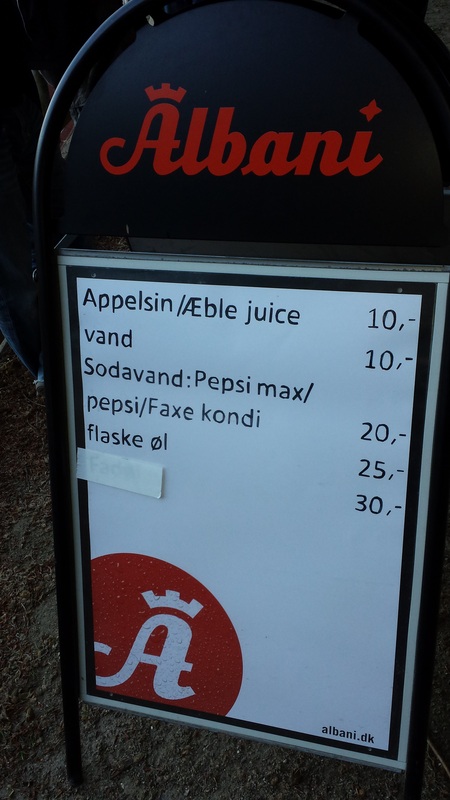 Albani
Appelsin/Æble juice 10,-
vand 10,-
Sodavand:Pepsi max/
pepsi/Faxe kondi 20,-
flaske øl 25,-
30,-
A
albani.dk